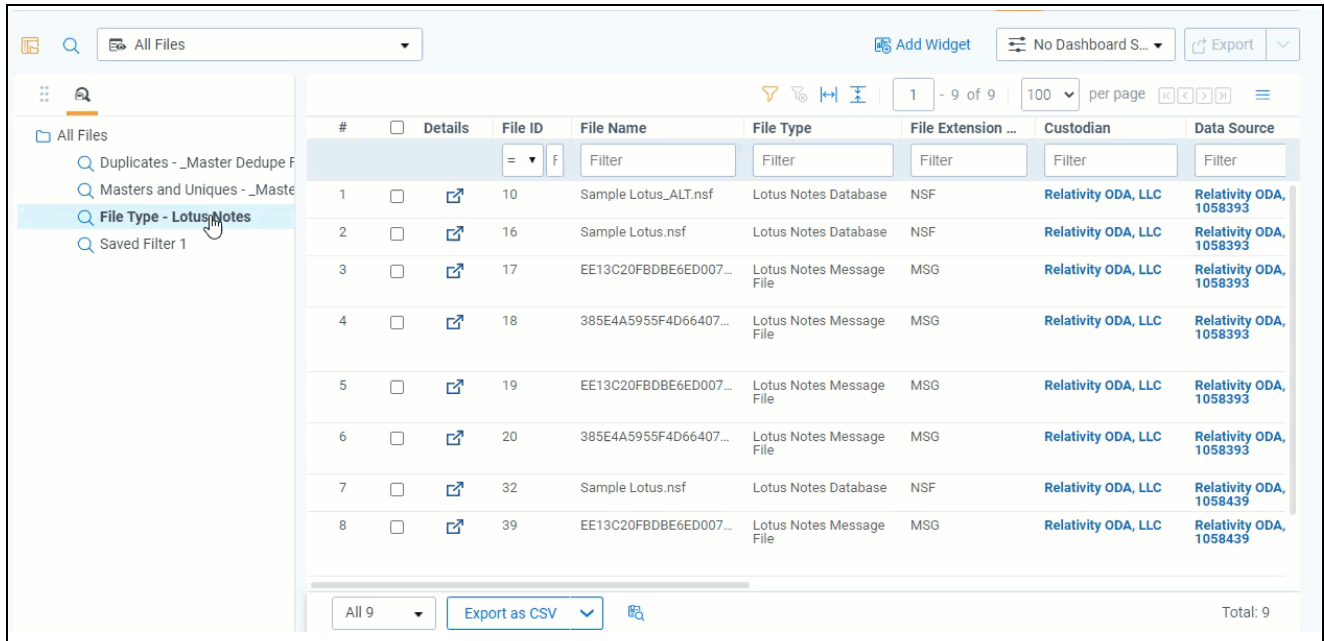 All Files
Add Widget
No Dashboard S...
Export
1 - 9 of 9 100 per page
All Files
Duplicates - _Master Dedupe F
Masters and Uniques - _Maste
File Type - Lotus Notes
Saved Filter 1
# Details File ID File Name File Type File Extension ... Custodian Data Source
= F Filter Filter Filter Filter Filter
1 10 Sample Lotus_ALT.nsf Lotus Notes Database NSF Relativity ODA, LLC Relativity ODA,
1058393
2 16 Sample Lotus.nsf Lotus Notes Database NSF Relativity ODA, LLC Relativity ODA,
1058393
3 17 EE13C20FBDBE6ED007... Lotus Notes Message MSG Relativity ODA, LLC Relativity ODA,
File 1058393
4 18 385E4A5955F4D66407... Lotus Notes Message MSG Relativity ODA, LLC Relativity ODA,
File 1058393
5 19 EE13C20FBDBE6ED007... Lotus Notes Message MSG Relativity ODA, LLC Relativity ODA,
File 1058393
6 20 385E4A5955F4D66407... Lotus Notes Message MSG Relativity ODA, LLC Relativity ODA,
File 1058393
7 32 Sample Lotus.nsf Lotus Notes Database NSF Relativity ODA, LLC Relativity ODA,
1058439
8 39 EE13C20FBDBE6ED007... Lotus Notes Message MSG Relativity ODA, LLC Relativity ODA,
File 1058439
All 9 Export as CSV Total: 9